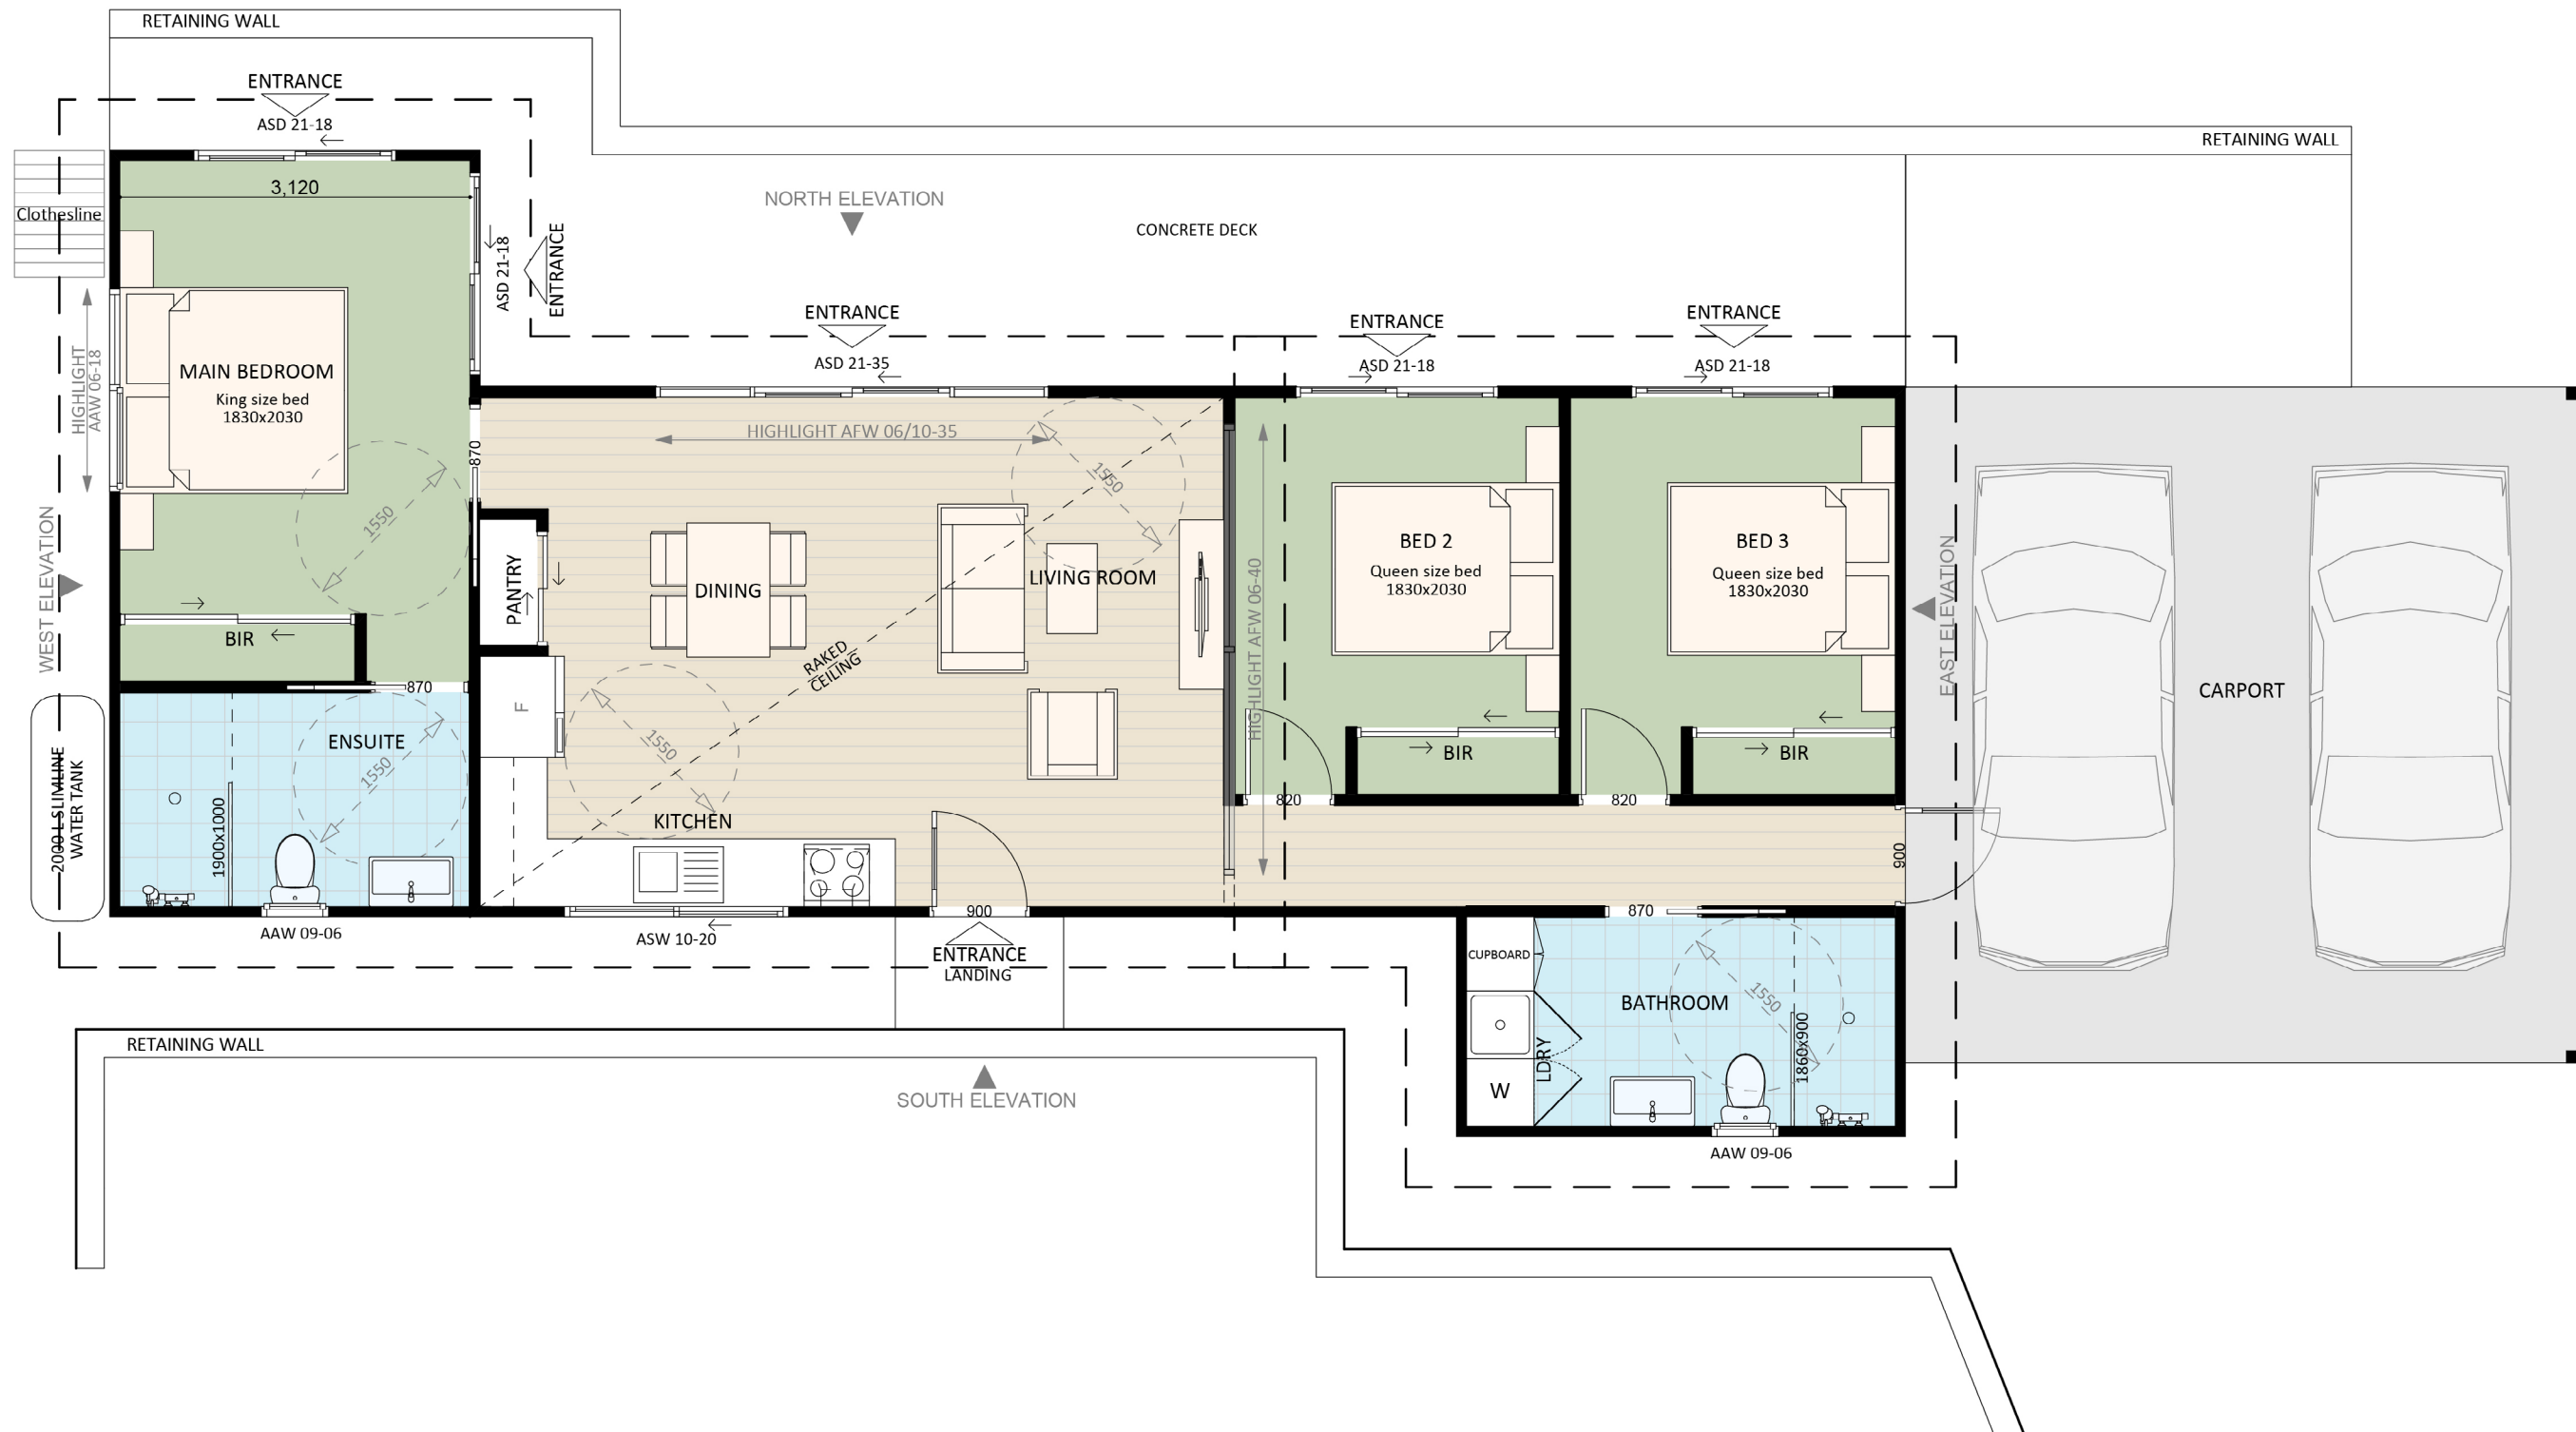 RETAINING WALL
ENTRANCE
ASD 21-18
RETAINING WALL
3,120
Clothesline
NORTH ELEVATION
CONCRETE DECK
ASD 21-18
ENTRANCE
ENTRANCE
ASD 21-35
ENTRANCE
ASD 21-18
ENTRANCE
ASD 21-18
HIGHLIGHT
AAW 06-18
MAIN BEDROOM
King size bed
1830x2030
870
HIGHLIGHT AFW 06/10-35
1550
1550
WEST ELEVATION
PANTRY
DINING
LIVING ROOM
HIGHLIGHT AFW 06-40
BED 2
Queen size bed
1830x2030
BED 3
Queen size bed
1830x2030
EAST ELEVATION
BIR
RAKED
CEILING
870
F
CARPORT
ENSUITE
1550
1550
BIR
BIR
2000 L SLIMLINE
WATER TANK
1900x1000
KITCHEN
820
820
900
AAW 09-06
ASW 10-20
900
ENTRANCE
LANDING
870
CUPBOARD
BATHROOM
1550
1860x900
LDRY
W
RETAINING WALL
SOUTH ELEVATION
AAW 09-06